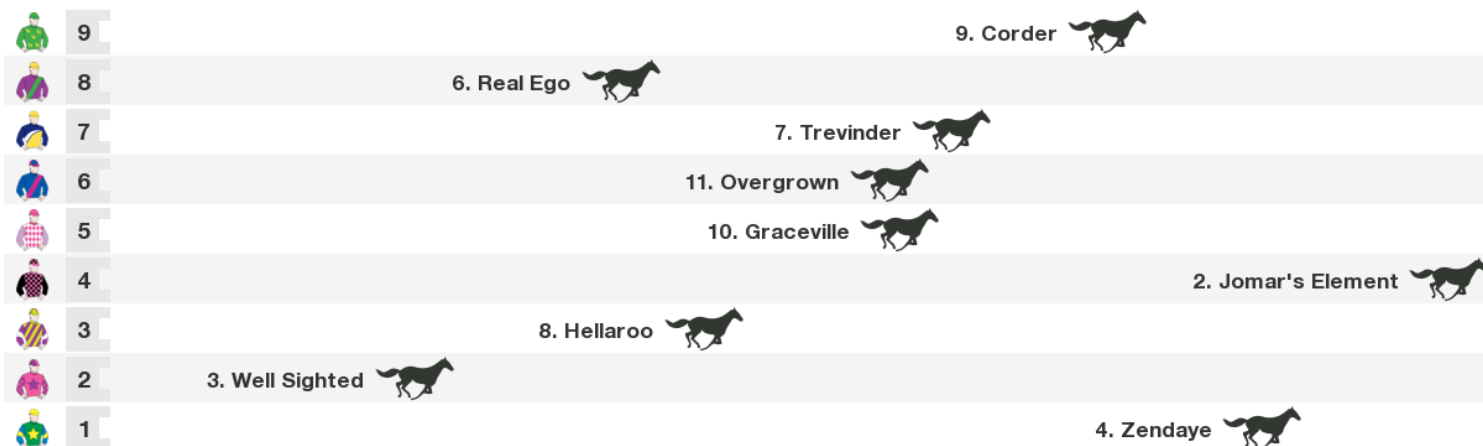 9 9. Corder
8 6. Real Ego
7 7. Trevinder
6 11. Overgrown
5 10. Graceville
4 2. Jomar's Element
3 8. Hellaroo
2 3. Well Sighted
1 4. Zendaye